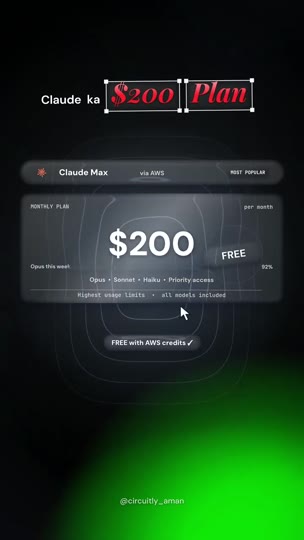 Claude ka $200 Plan
Claude Max via AWS MOST POPULAR
MONTHLY PLAN per month
$200
FREE
Opus this week 92%
Opus • Sonnet • Haiku • Priority access
Highest usage limits • all models included
FREE with AWS credits ✓
@circuitly_aman